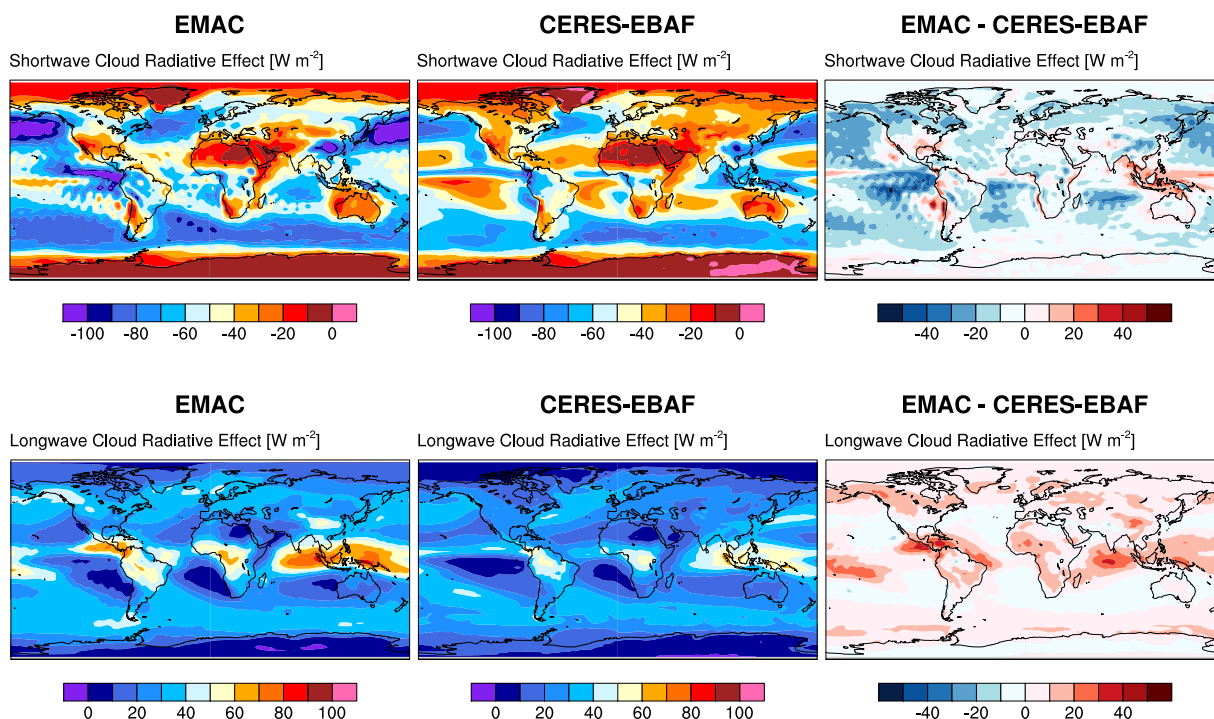 EMAC CERES-EBAF EMAC - CERES-EBAF
Shortwave Cloud Radiative Effect [W m⁻²] Shortwave Cloud Radiative Effect [W m⁻²] Shortwave Cloud Radiative Effect [W m⁻²]
-100 -80 -60 -40 -20 0 -100 -80 -60 -40 -20 0 -40 -20 0 20 40
EMAC CERES-EBAF EMAC - CERES-EBAF
Longwave Cloud Radiative Effect [W m⁻²] Longwave Cloud Radiative Effect [W m⁻²] Longwave Cloud Radiative Effect [W m⁻²]
0 20 40 60 80 100 0 20 40 60 80 100 -40 -20 0 20 40